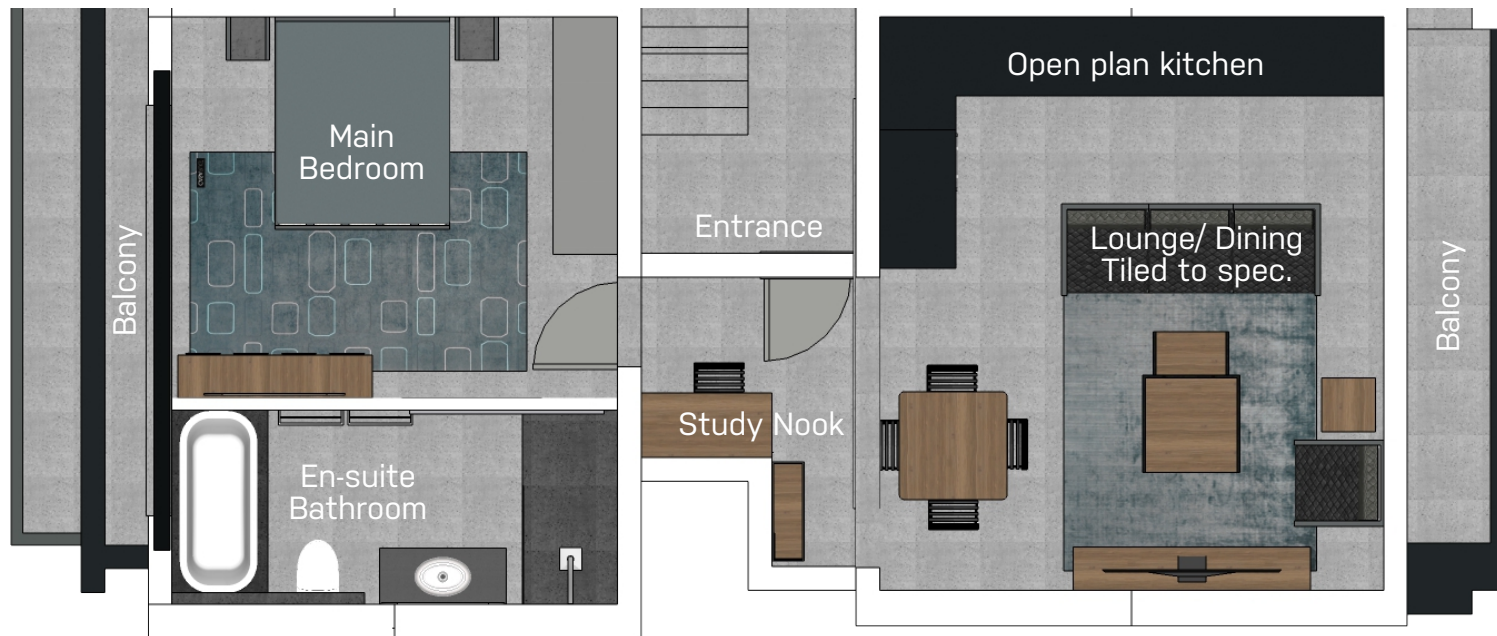 Open plan kitchen
Main
Bedroom
Entrance
Balcony
Lounge/ Dining
Tiled to spec.
Balcony
Study Nook
En-suite
Bathroom